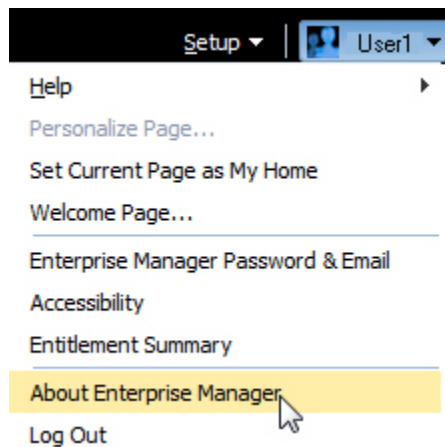 Setup User1
Help
Personalize Page...
Set Current Page as My Home
Welcome Page...
Enterprise Manager Password & Email
Accessibility
Entitlement Summary
About Enterprise Manager
Log Out